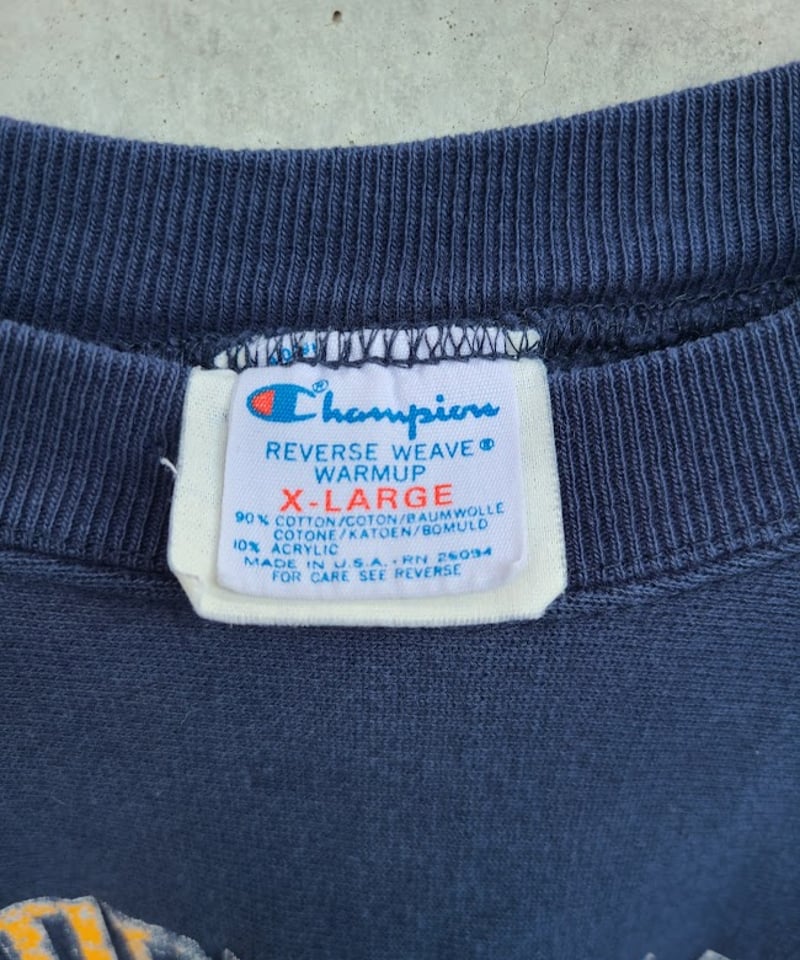 Champion®
REVERSE WEAVE®
WARMUP
X-LARGE
90% COTTON/COTON/BAUMWOLLE
COTONE/KATOEN/BOMULD
10% ACRYLIC
MADE IN U.S.A. • RN 26094
FOR CARE SEE REVERSE